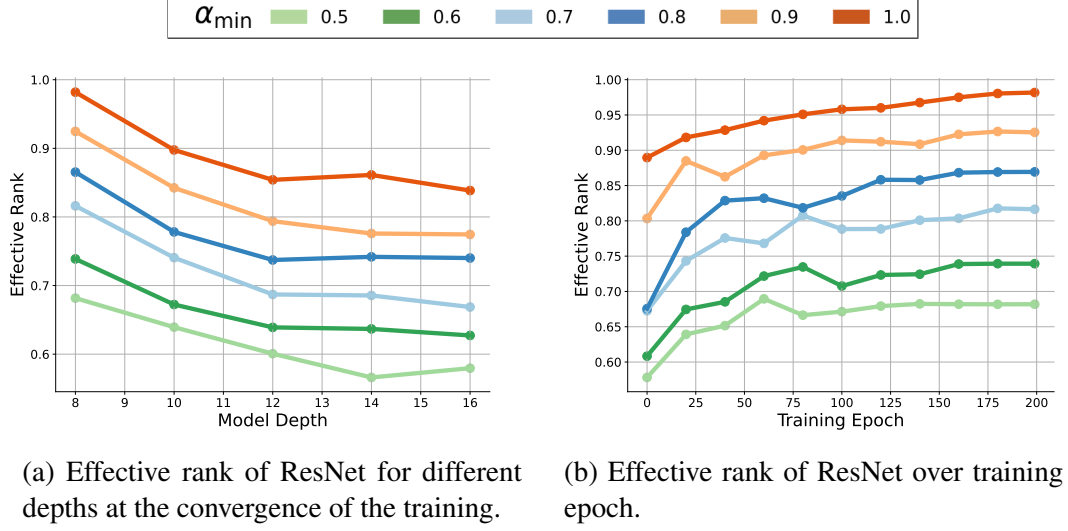 α_min 0.5 0.6 0.7 0.8 0.9 1.0
1.0
0.9
0.8
0.7
0.6
Effective Rank
8 9 10 11 12 13 14 15 16
Model Depth
1.00
0.95
0.90
0.85
0.80
0.75
0.70
0.65
0.60
Effective Rank
0 25 50 75 100 125 150 175 200
Training Epoch
(a) Effective rank of ResNet for different
depths at the convergence of the training.
(b) Effective rank of ResNet over training
epoch.